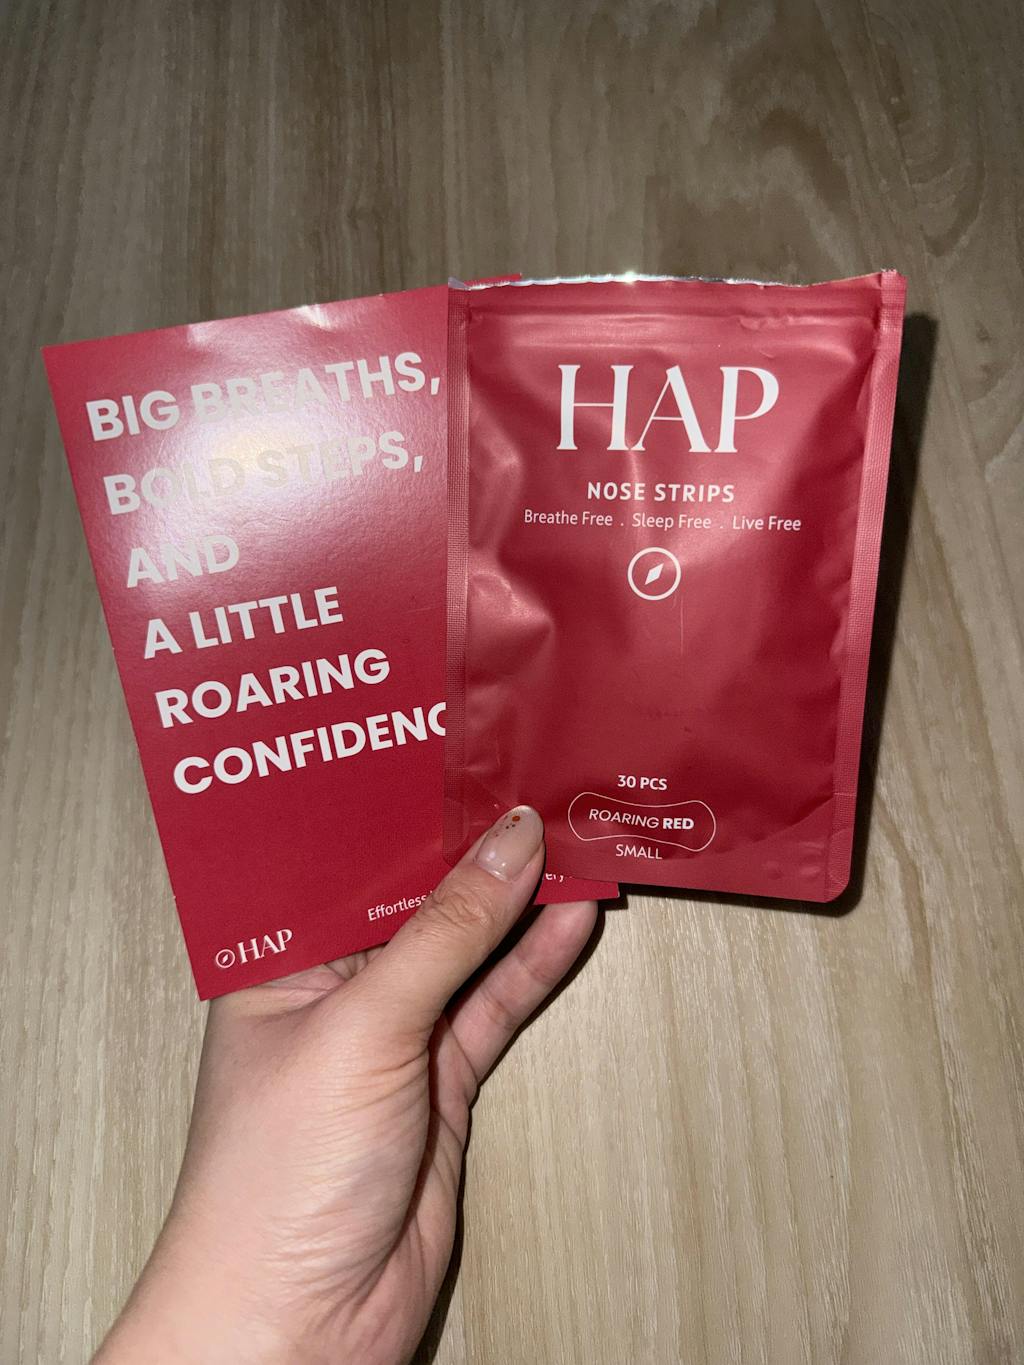 BIG BREATHS,
BOLD STEPS,
AND
A LITTLE
ROARING
CONFIDENC
Effortless
HAP
HAP
NOSE STRIPS
Breathe Free . Sleep Free . Live Free
30 PCS
ROARING RED
SMALL